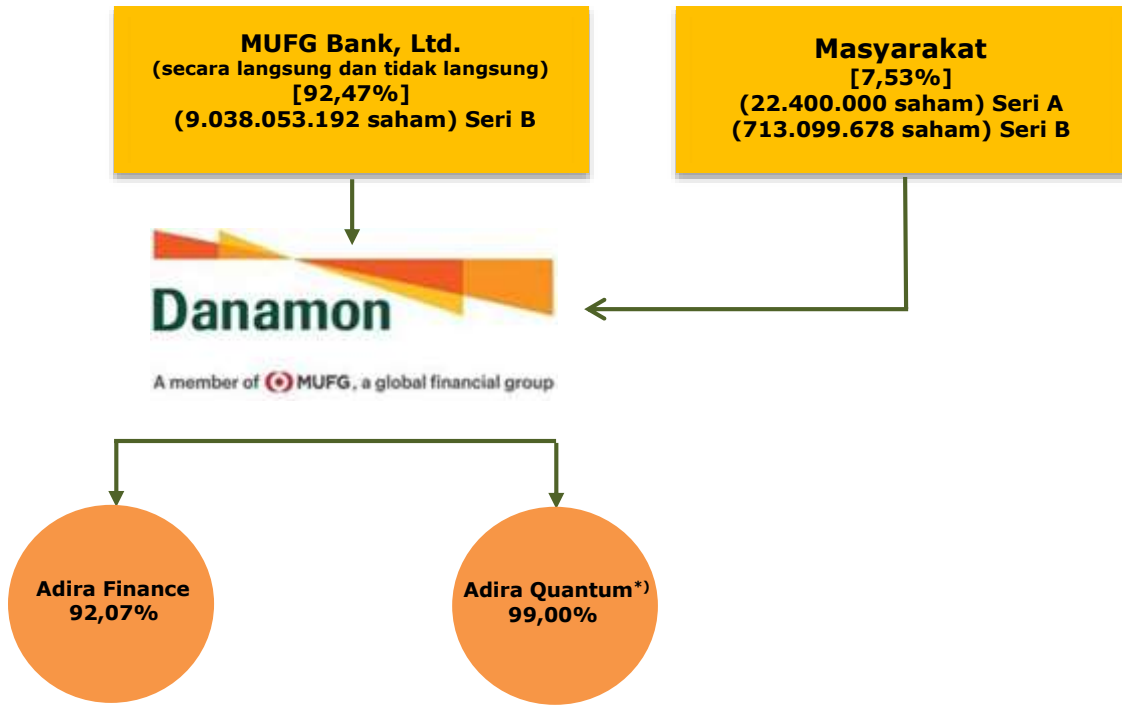 MUFG Bank, Ltd.
(secara langsung dan tidak langsung)
[92,47%]
(9.038.053.192 saham) Seri B
Masyarakat
[7,53%]
(22.400.000 saham) Seri A
(713.099.678 saham) Seri B
Danamon
A member of MUFG, a global financial group
Adira Finance
92,07%
Adira Quantum*)
99,00%